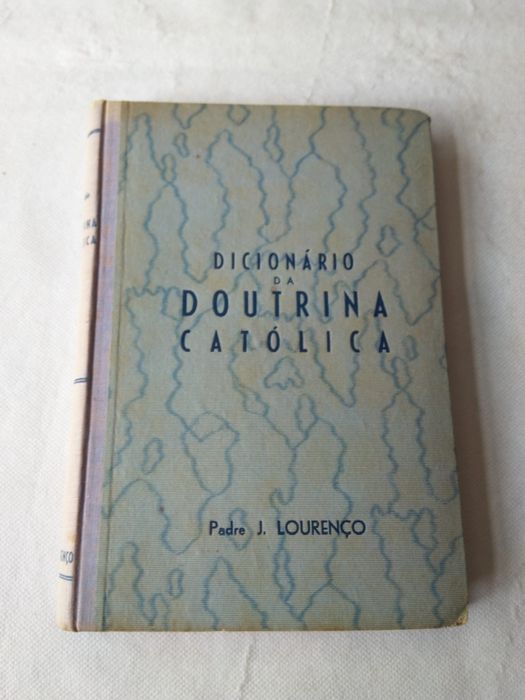 DICIONÁRIO
DA
DOUTRINA
CATÓLICA
Padre J. LOURENÇO